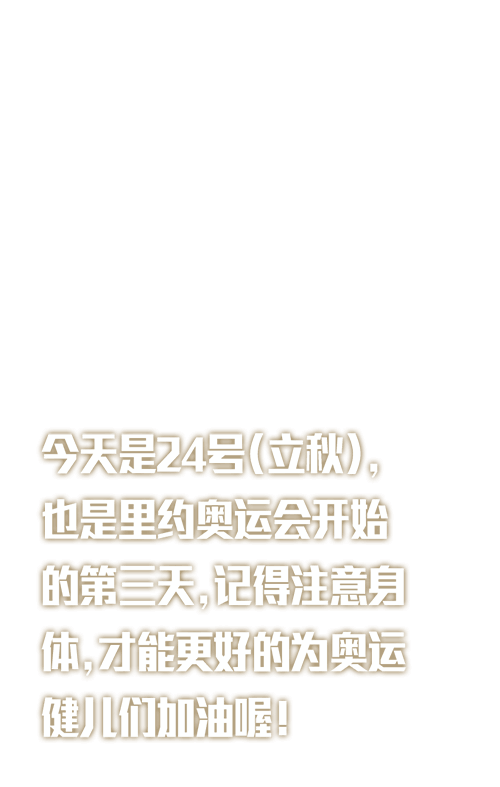 今天是24号(立秋),
也是里约奥运会开始
的第三天,记得注意身
体,才能更好的为奥运
健儿们加油喔!